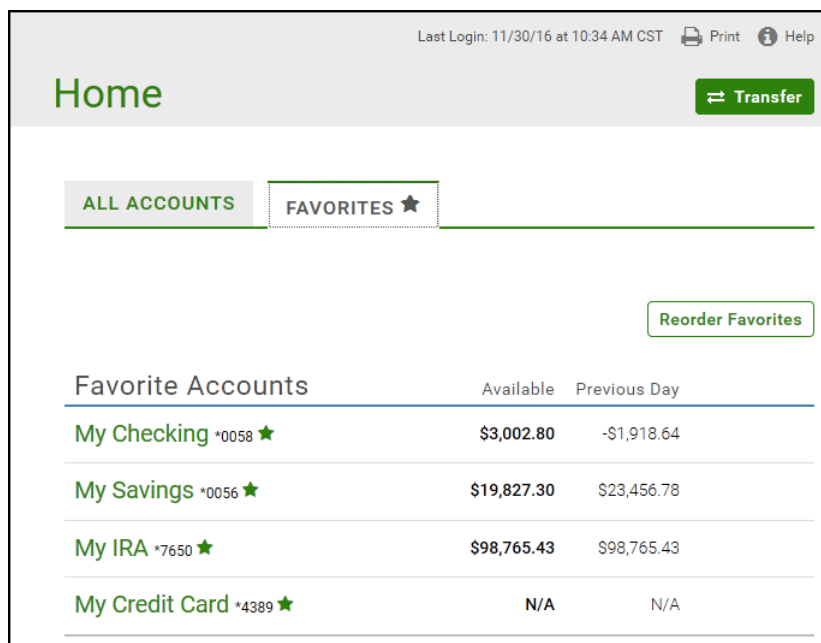 Last Login: 11/30/16 at 10:34 AM CST Print Help
Home Transfer
ALL ACCOUNTS FAVORITES
Reorder Favorites
Favorite Accounts Available Previous Day
My Checking *0058 $3,002.80 -$1,918.64
My Savings *0056 $19,827.30 $23,456.78
My IRA *7650 $98,765.43 $98,765.43
My Credit Card *4389 N/A N/A